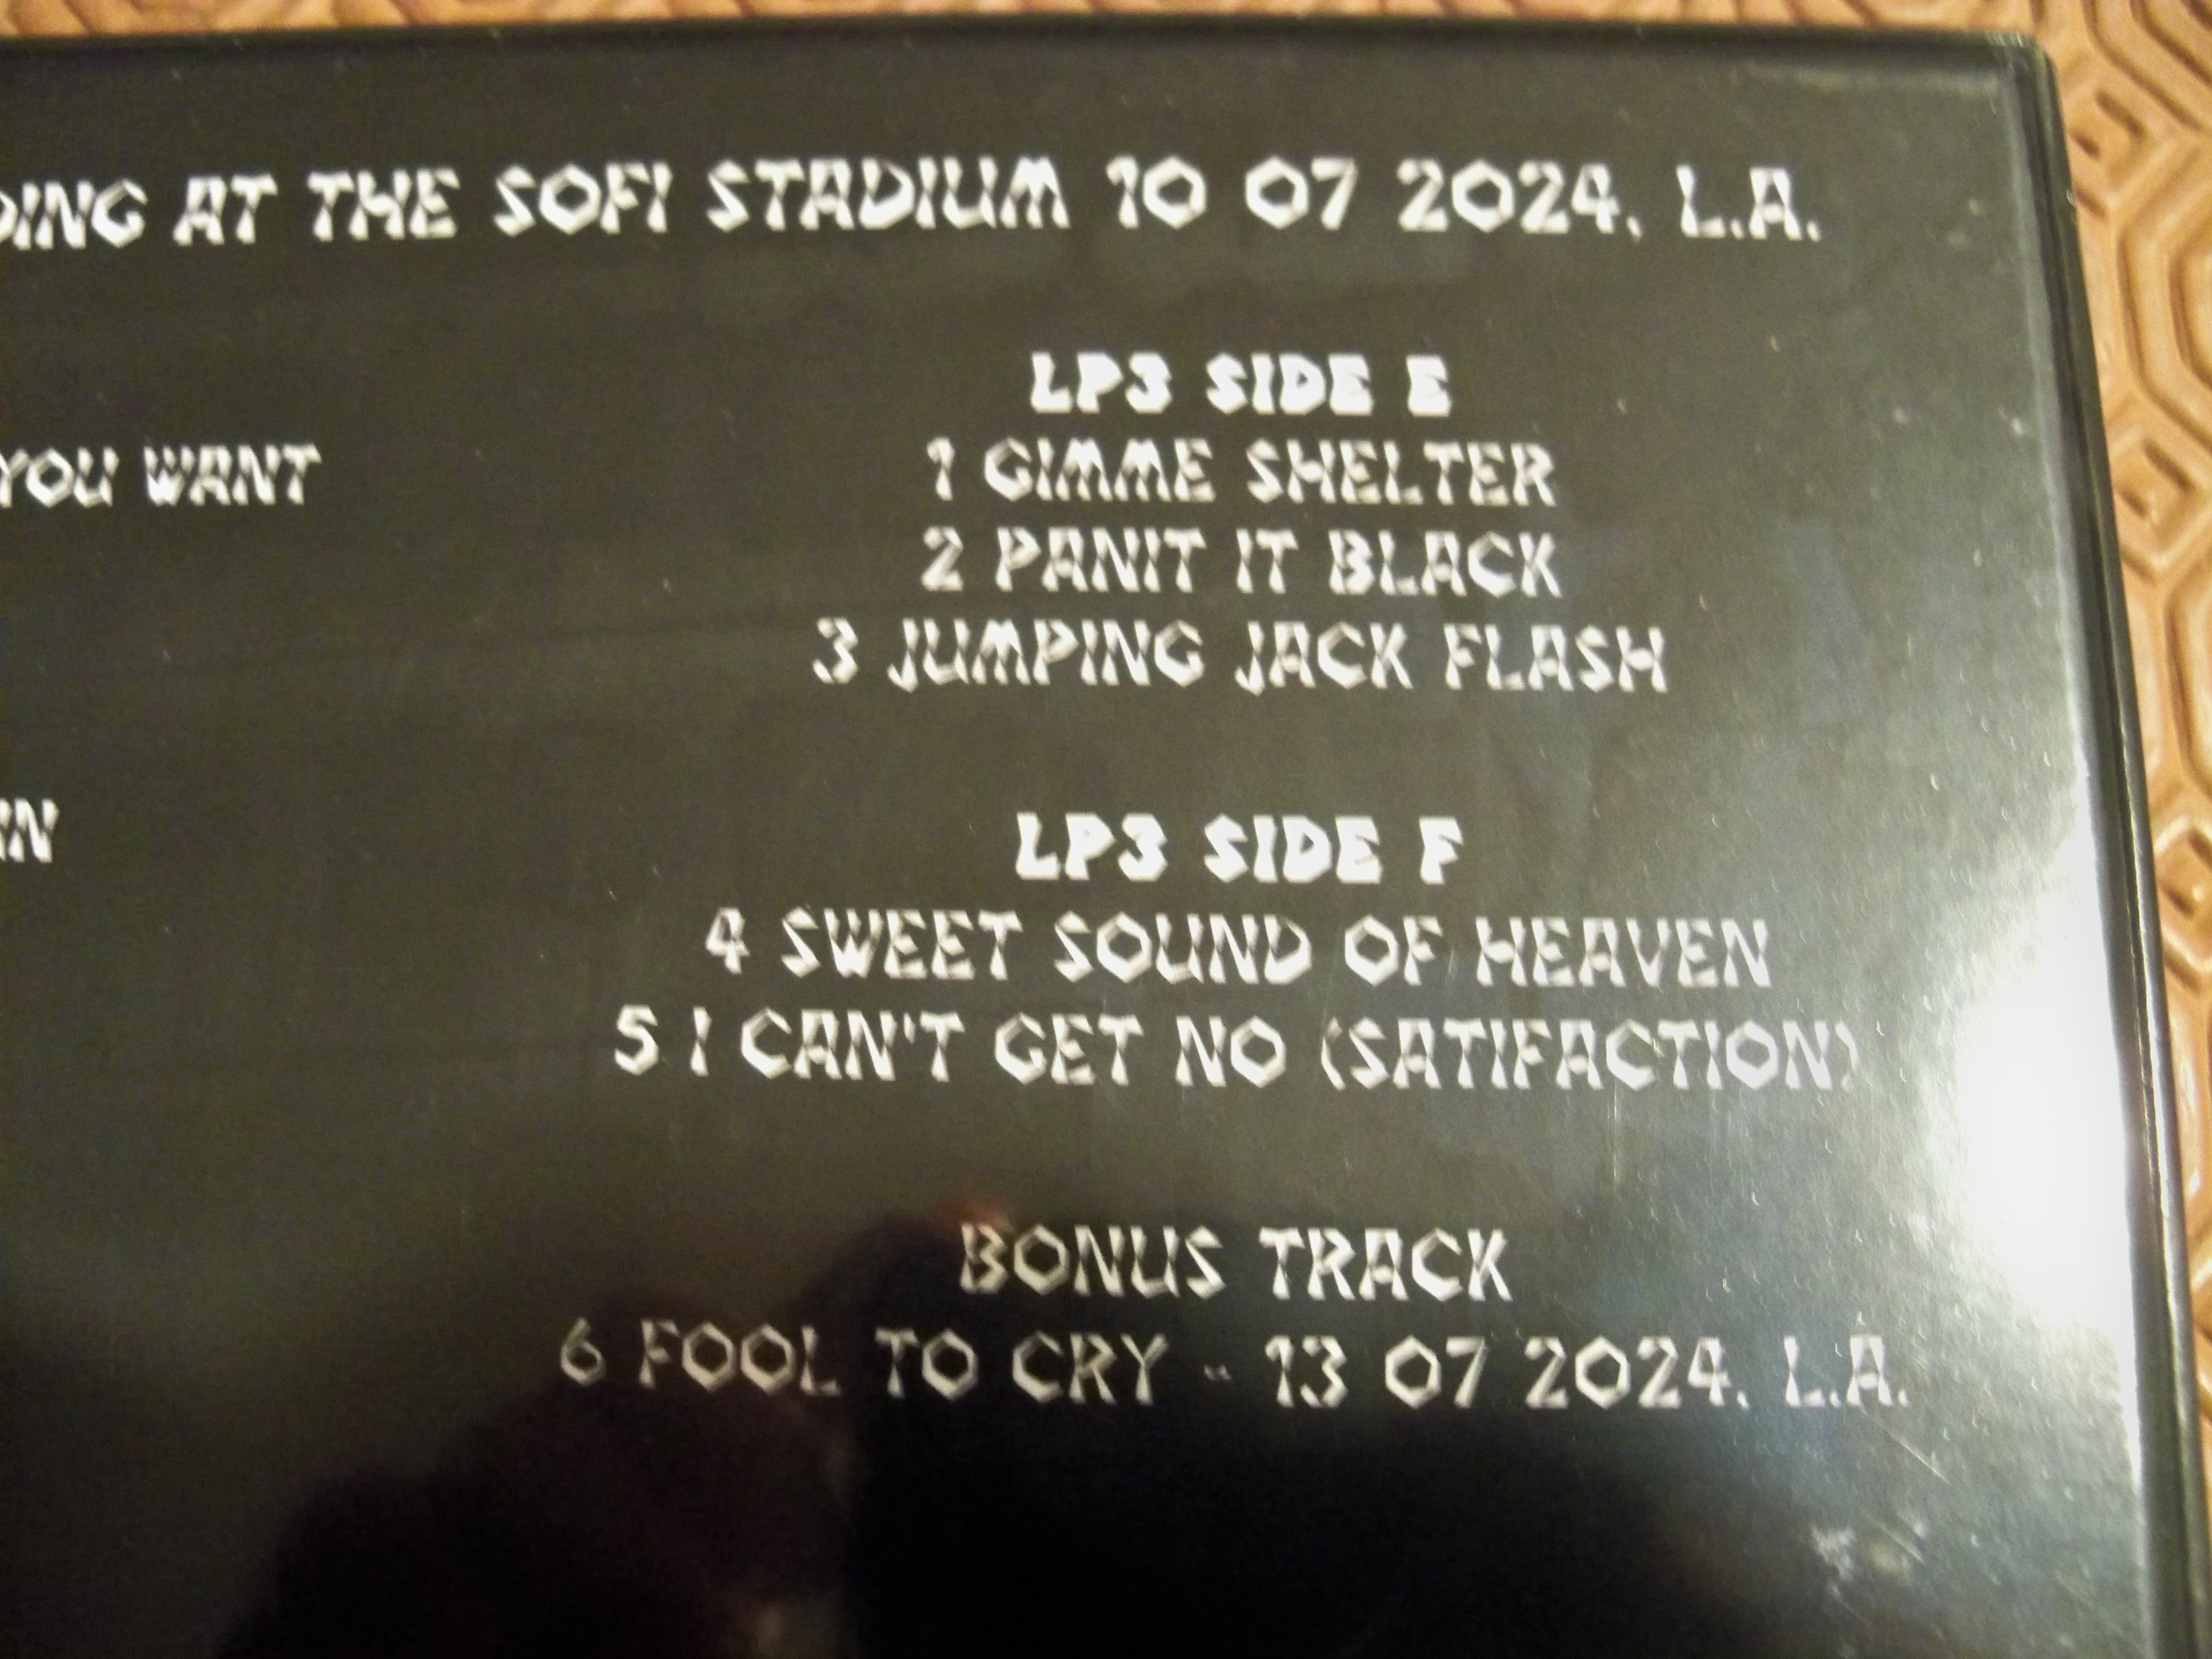 DING AT THE SOFI STADIUM 10 07 2024, L.A.
YOU WANT
IN
LP3 SIDE E
1 GIMME SHELTER
2 PANIT IT BLACK
3 JUMPING JACK FLASH
LP3 SIDE F
4 SWEET SOUND OF HEAVEN
5 I CAN'T GET NO (SATIFACTION)
BONUS TRACK
6 FOOL TO CRY - 13 07 2024, L.A.